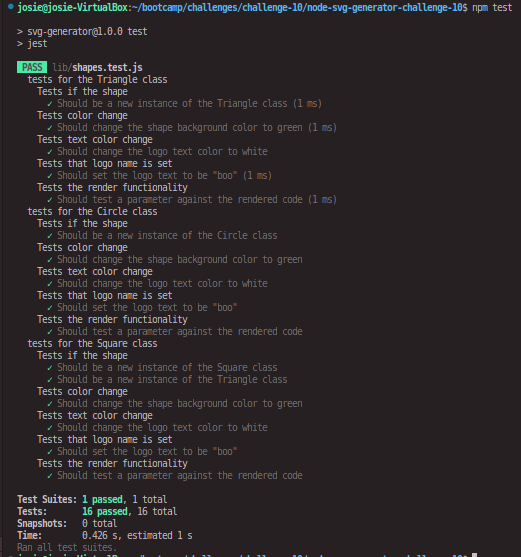 josie@josie-VirtualBox:~/bootcamp/challenges/challenge-10/node-svg-generator-challenge-10$ npm test
> svg-generator@1.0.0 test
> jest
PASS lib/shapes.test.js
tests for the Triangle class
Tests if the shape
✓ Should be a new instance of the Triangle class (1 ms)
Tests color change
✓ Should change the shape background color to green (1 ms)
Tests text color change
✓ Should change the logo text color to white
Tests that logo name is set
✓ Should set the logo text to be "boo" (1 ms)
Tests the render functionality
✓ Should test a parameter against the rendered code (1 ms)
tests for the Circle class
Tests if the shape
✓ Should be a new instance of the Circle class
Tests color change
✓ Should change the shape background color to green
Tests text color change
✓ Should change the logo text color to white
Tests that logo name is set
✓ Should set the logo text to be "boo"
Tests the render functionality
✓ Should test a parameter against the rendered code
tests for the Square class
Tests if the shape
✓ Should be a new instance of the Square class
✓ Should be a new instance of the Triangle class
Tests color change
✓ Should change the shape background color to green
Tests text color change
✓ Should change the logo text color to white
Tests that logo name is set
✓ Should set the logo text to be "boo"
Tests the render functionality
✓ Should test a parameter against the rendered code
Test Suites: 1 passed, 1 total
Tests: 16 passed, 16 total
Snapshots: 0 total
Time: 0.426 s, estimated 1 s
Ran all test suites.